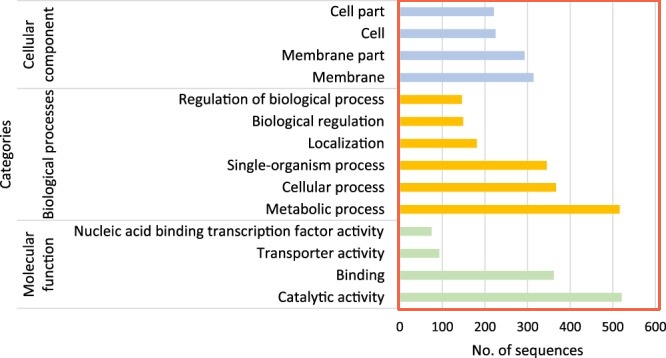 Categories
Cellular
component
Cell part
Cell
Membrane part
Membrane
Biological processes
Regulation of biological process
Biological regulation
Localization
Single-organism process
Cellular process
Metabolic process
Molecular
function
Nucleic acid binding transcription factor activity
Transporter activity
Binding
Catalytic activity
0 100 200 300 400 500 600
No. of sequences